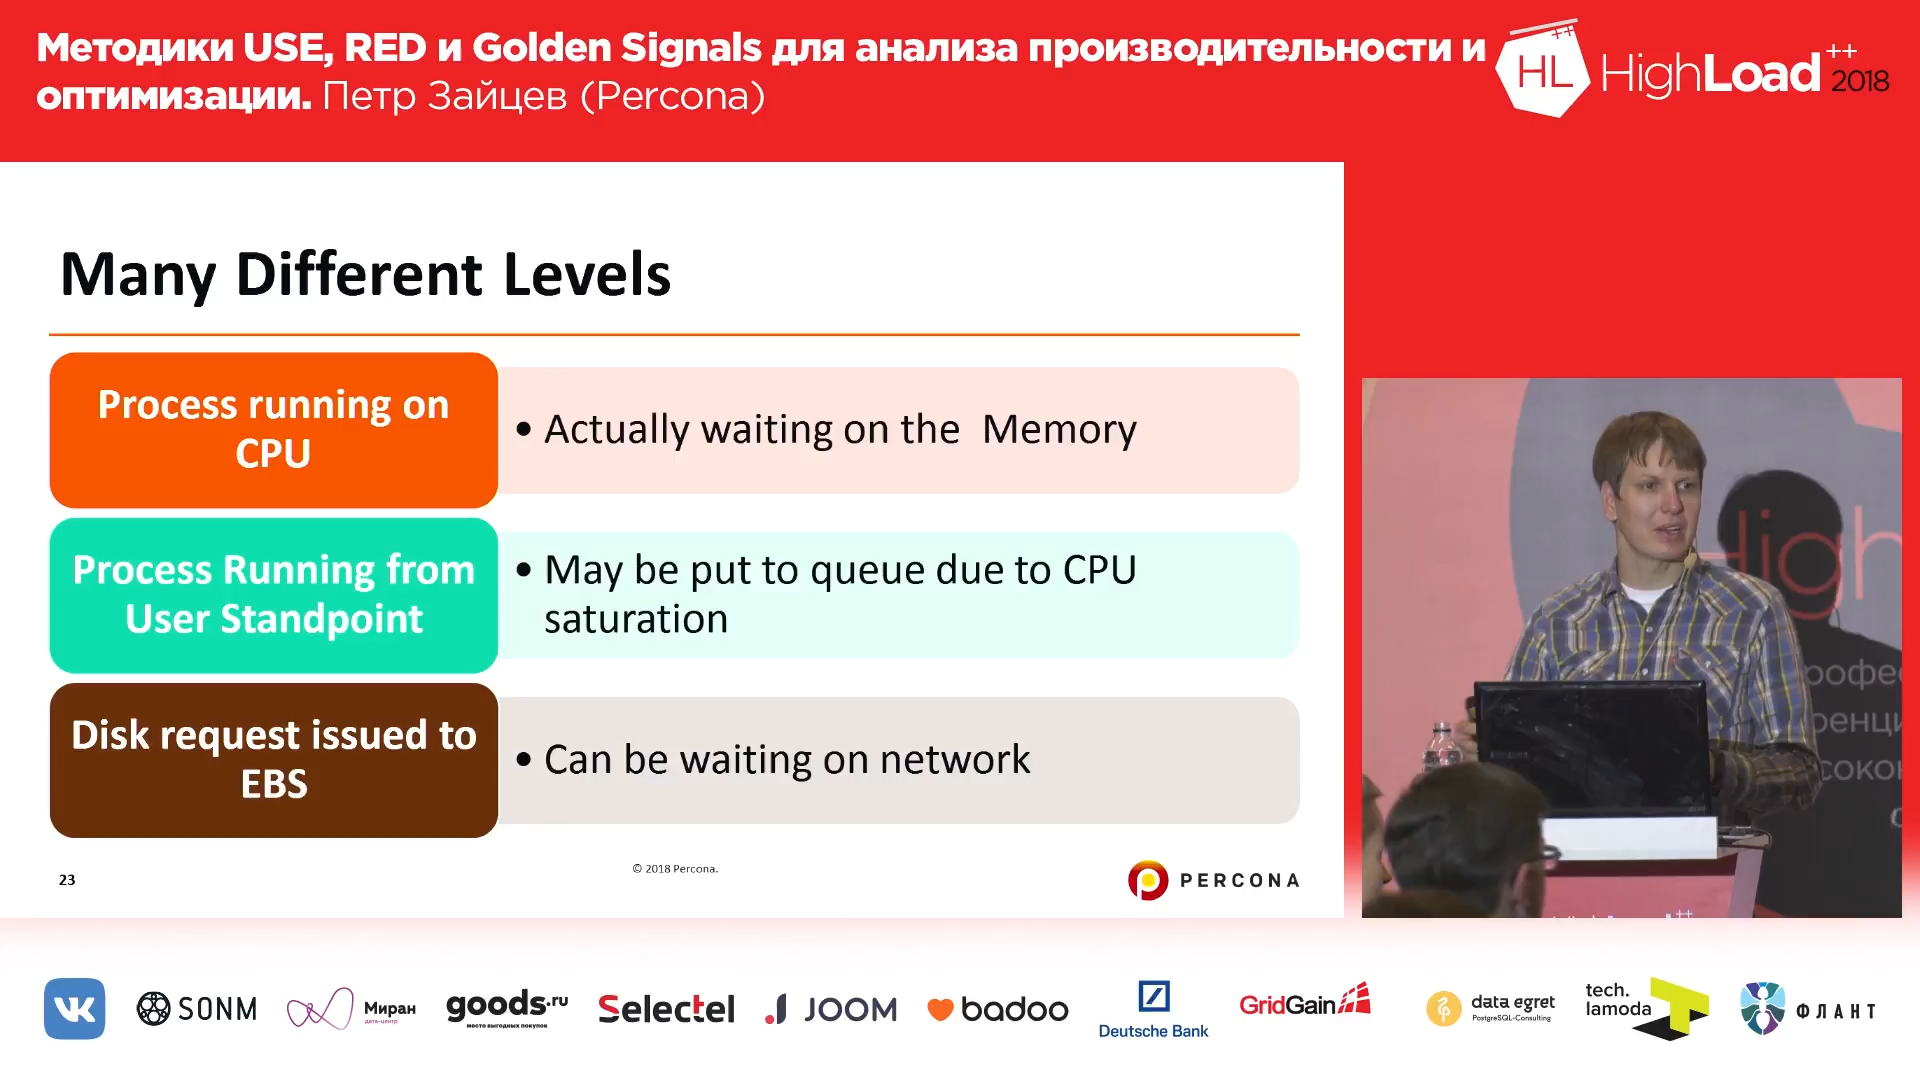 Методики USE, RED и Golden Signals для анализа производительности и
оптимизации. Петр Зайцев (Percona)
HL ++
HighLoad ++ 2018
Many Different Levels
Process running on
CPU
• Actually waiting on the Memory
Process Running from
User Standpoint
• May be put to queue due to CPU
saturation
Disk request issued to
EBS
• Can be waiting on network
23
© 2018 Percona.
PERCONA
High
VK
SONM
Миран
дата-центр
goods.ru
место выгодных покупок
Selectel
JOOM
badoo
Deutsche Bank
GridGain
data egret
PostgreSQL-Consulting
tech.
lamoda
ФЛАНТ